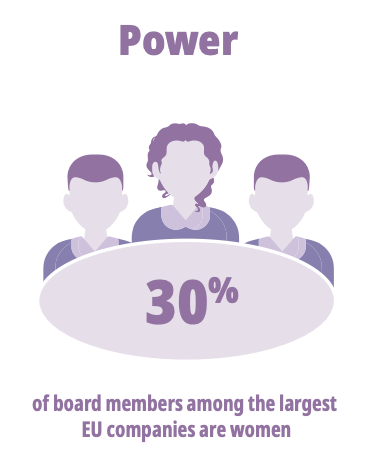 Power
30%
of board members among the largest
EU companies are women